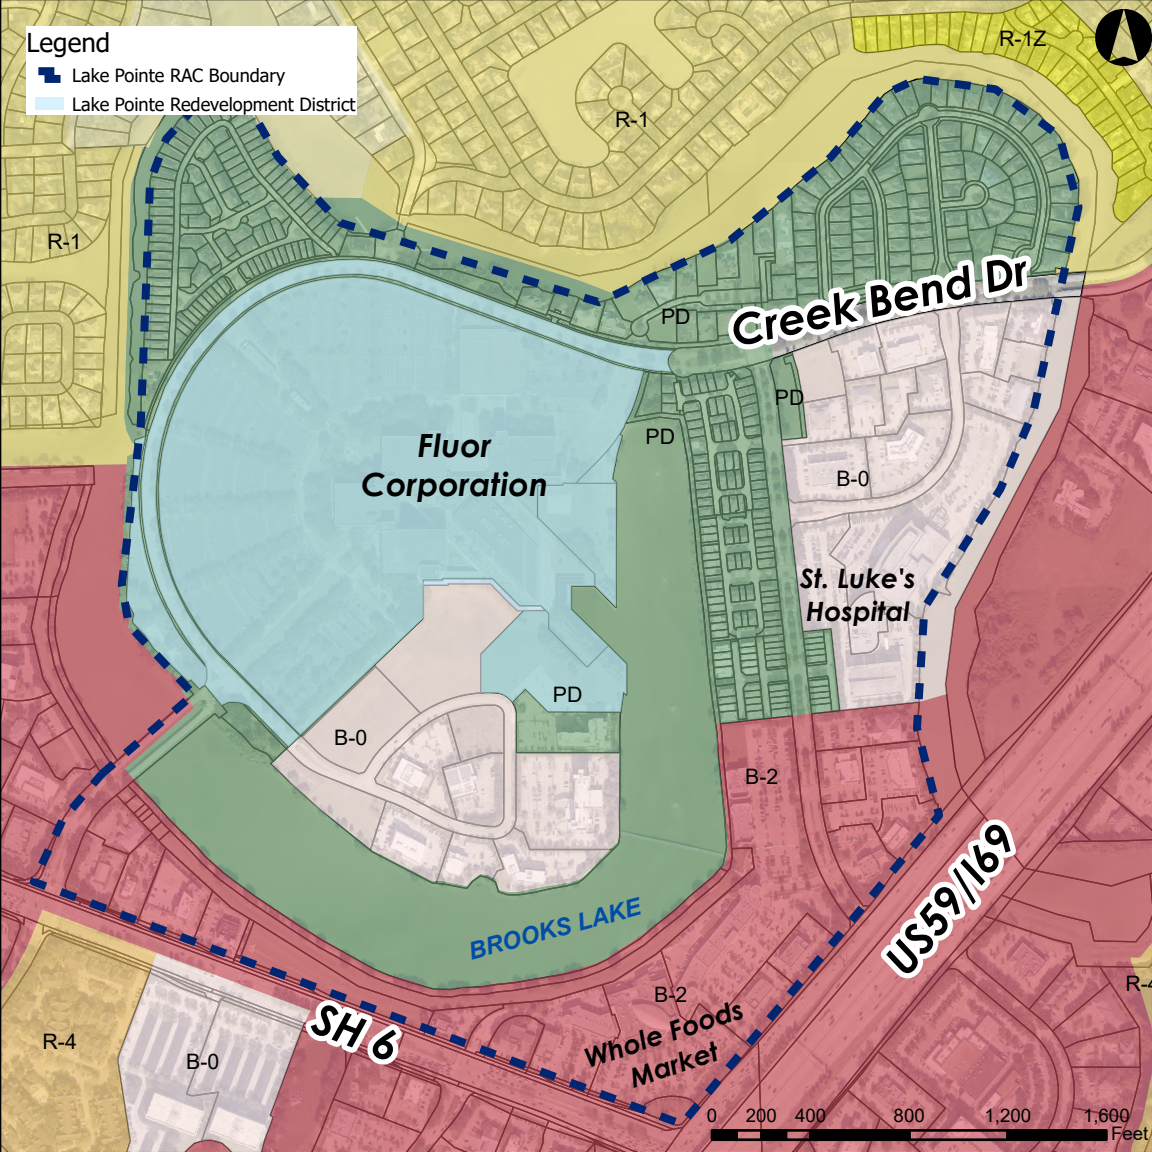 Legend
Lake Pointe RAC Boundary
Lake Pointe Redevelopment District
R-1Z
R-1
R-1
Creek Bend Dr
PD
PD
PD
Fluor
Corporation
B-0
St. Luke's
Hospital
PD
B-0
B-2
US59/I69
BROOKS LAKE
B-2
R-4
SH 6
Whole Foods
Market
R-4
B-0
0 200 400 800 1,200 1,600
Feet